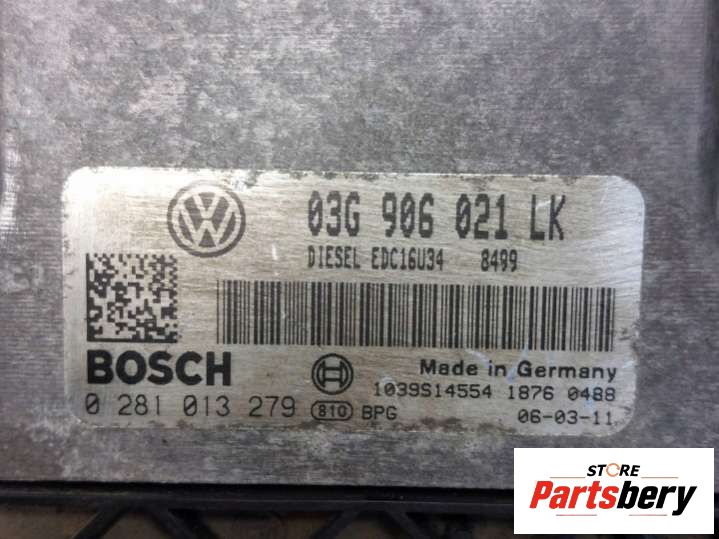 03G 906 021 LK
DIESEL EDC16U34 8499
BOSCH
Made in Germany
1039S14554 1876 0488
0 281 013 279 810 BPG
06-03-11
STORE
Partsbery